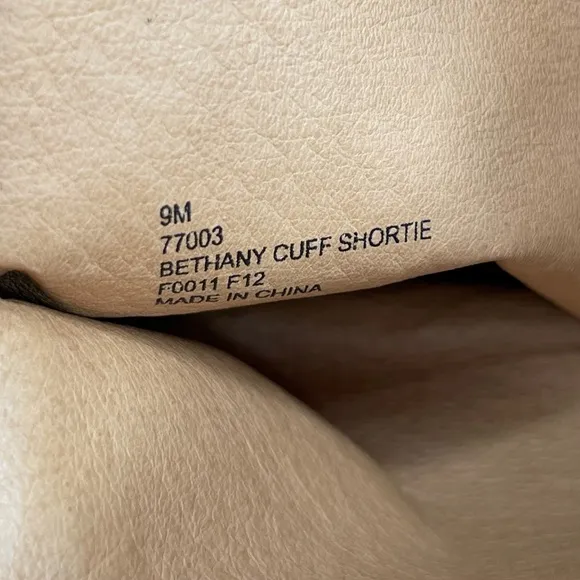 9M
77003
BETHANY CUFF SHORTIE
F0011 F12
MADE IN CHINA